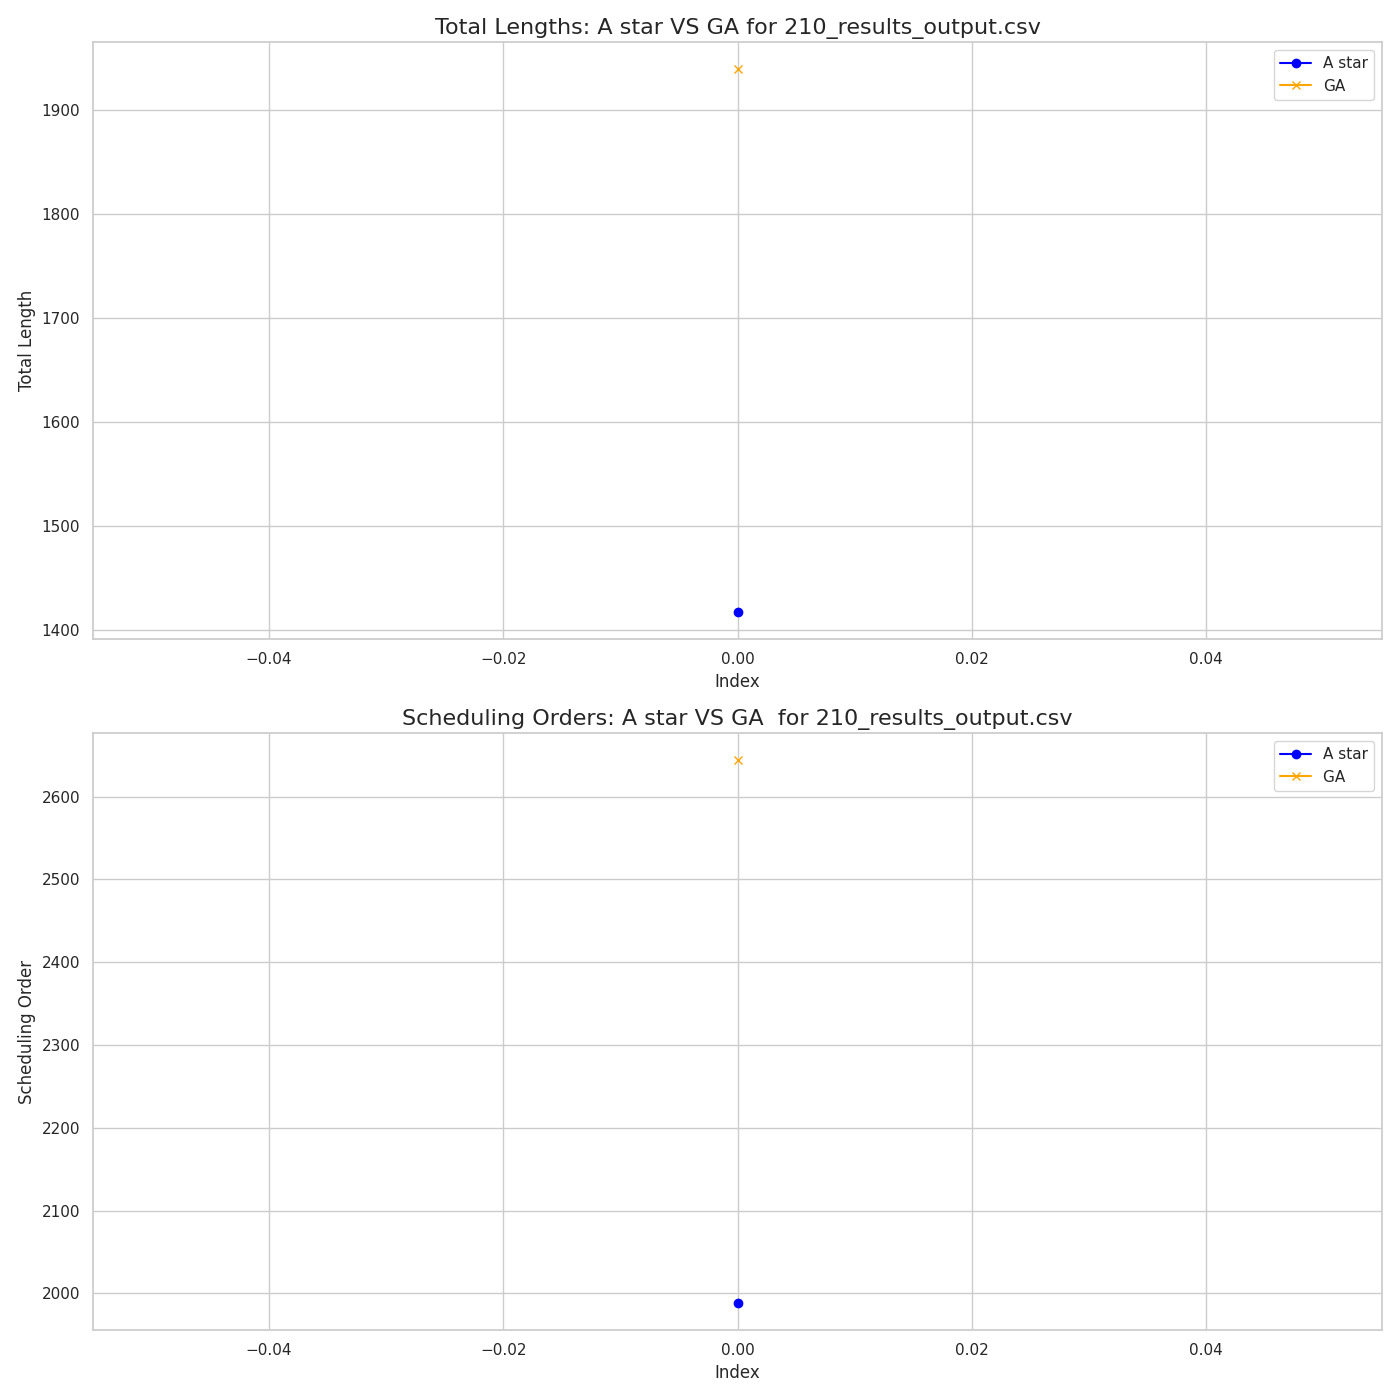 Total Lengths: A star VS GA for 210_results_output.csv
A star
GA
1900
1800
1700
1600
1500
1400
Total Length
−0.04
−0.02
0.00
0.02
0.04
Index
Scheduling Orders: A star VS GA  for 210_results_output.csv
A star
GA
2600
2500
2400
2300
2200
2100
2000
Scheduling Order
−0.04
−0.02
0.00
0.02
0.04
Index